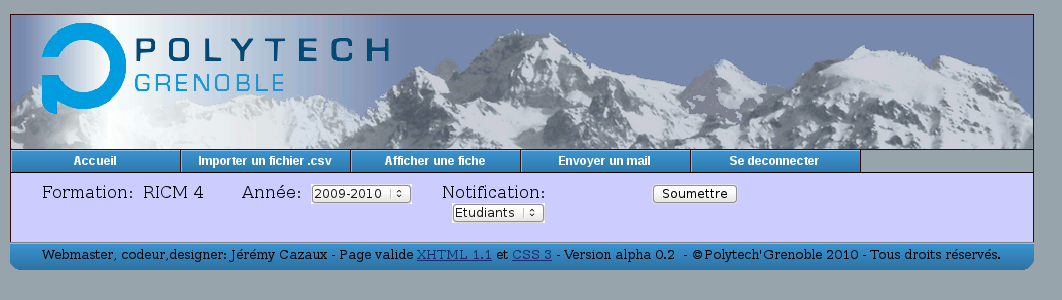 POLYTECH
GRENOBLE
Accueil Importer un fichier .csv Afficher une fiche Envoyer un mail Se deconnecter
Formation: RICM 4 Année: 2009-2010 Notification: Soumettre
Etudiants
Webmaster, codeur,designer: Jérémy Cazaux - Page valide XHTML 1.1 et CSS 3 - Version alpha 0.2 - ©Polytech'Grenoble 2010 - Tous droits réservés.